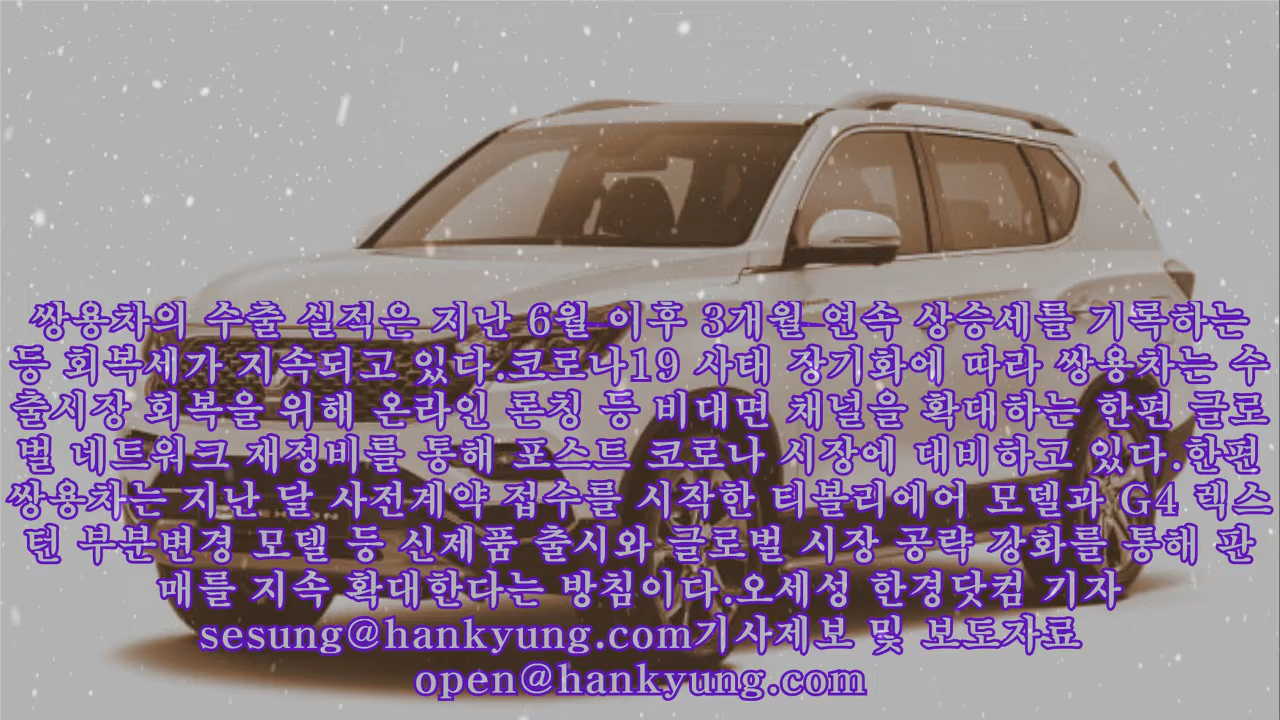 쌍용차의 수출 실적은 지난 6월 이후 3개월 연속 상승세를 기록하는
등 회복세가 지속되고 있다.코로나19 사태 장기화에 따라 쌍용차는 수
출시장 회복을 위해 온라인 론칭 등 비대면 채널을 확대하는 한편 글로
벌 네트워크 재정비를 통해 포스트 코로나 시장에 대비하고 있다.한편
쌍용차는 지난 달 사전계약 접수를 시작한 티볼리에어 모델과 G4 렉스
턴 부분변경 모델 등 신제품 출시와 글로벌 시장 공략 강화를 통해 판
매를 지속 확대한다는 방침이다.오세성 한경닷컴 기자
sesung@hankyung.com기사제보 및 보도자료
open@hankyung.com